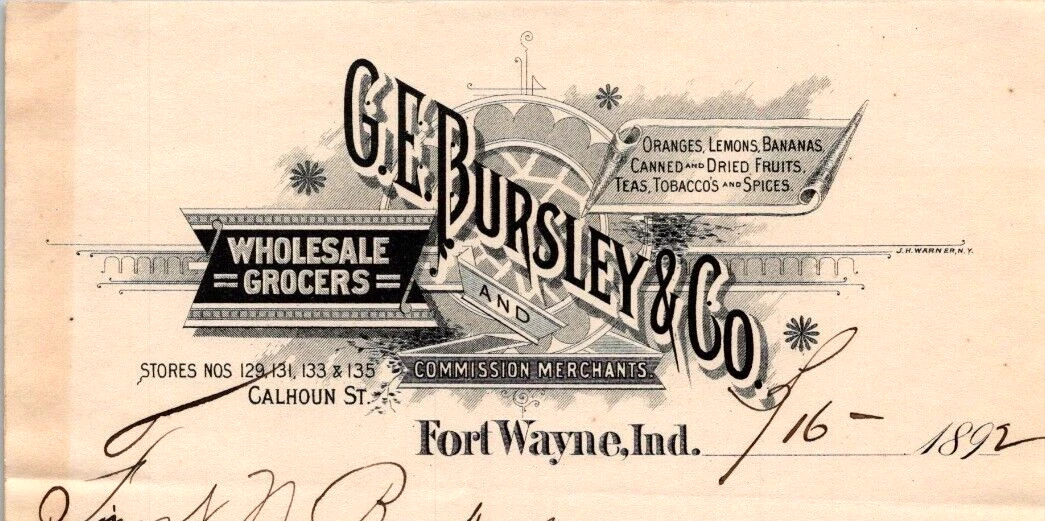 G.E. BURSLEY & CO.
ORANGES, LEMONS, BANANAS,
CANNED AND DRIED FRUITS,
TEAS, TOBACCO'S AND SPICES.
WHOLESALE
GROCERS
AND
COMMISSION MERCHANTS.
J.H. WARNER, N.Y.
STORES NOS 129, 131, 133 & 135
CALHOUN ST.
Fort Wayne, Ind. 16- 1892